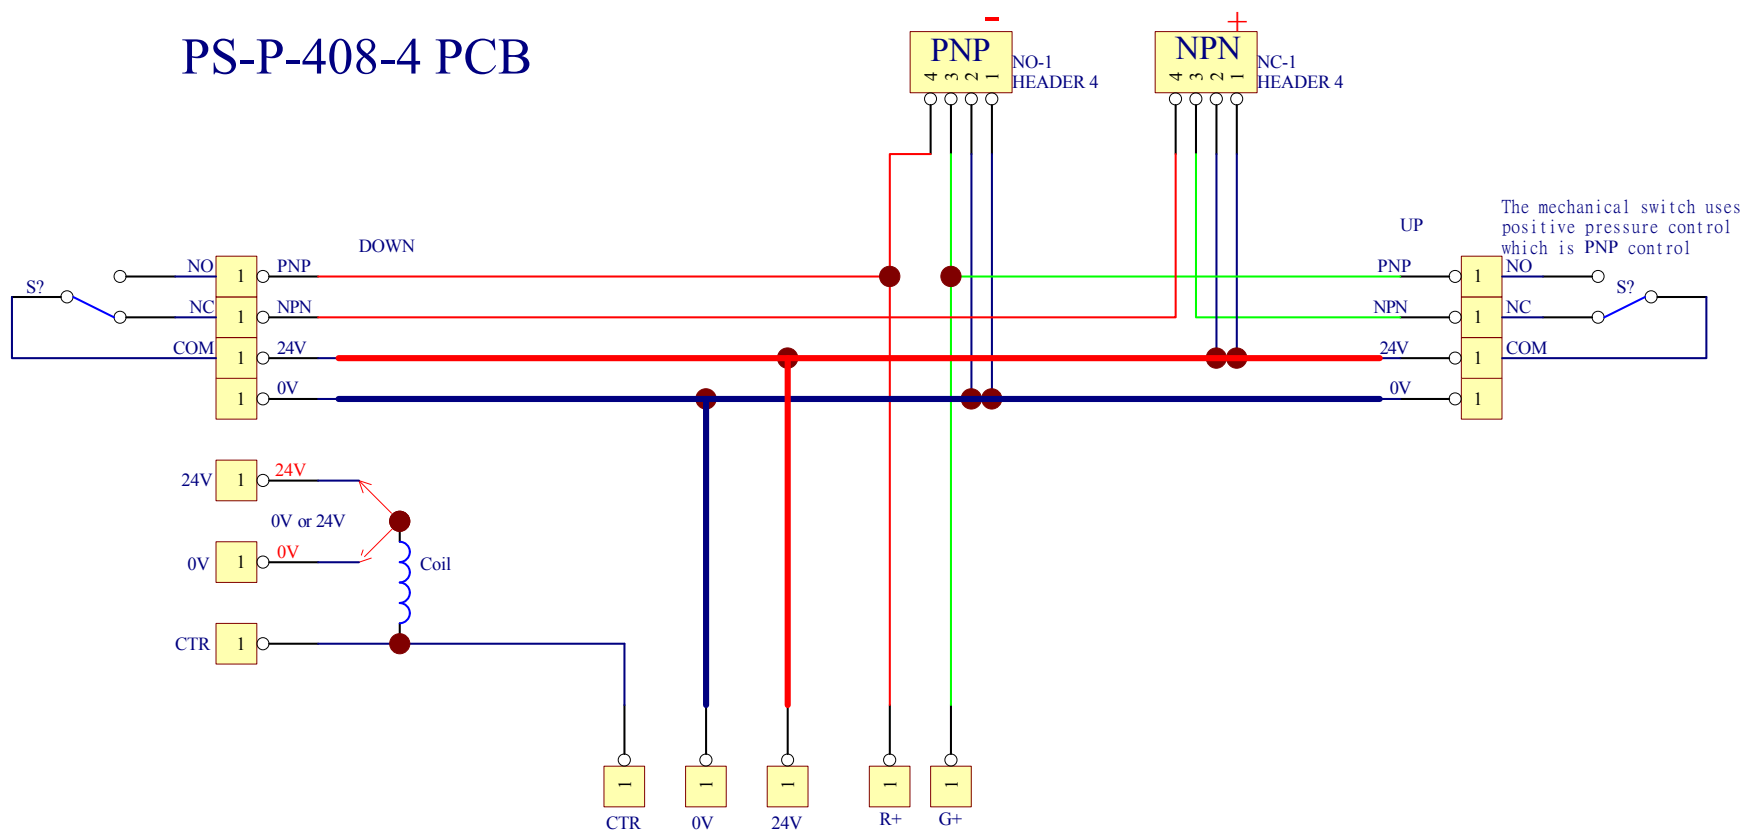 PS-P-408-4 PCB
-
PNP
4 3 2 1
NO-1
HEADER 4
+
NPN
4 3 2 1
NC-1
HEADER 4
DOWN
UP
The mechanical switch uses
positive pressure control
which is PNP control
S?
NO 1 PNP
NC 1 NPN
COM 1 24V
1 0V
PNP 1 NO
NPN 1 NC
24V 1 COM
0V 1
S?
24V 1 24V
0V or 24V
0V 1 0V
Coil
CTR 1
1 1 1 1 1
CTR 0V 24V R+ G+